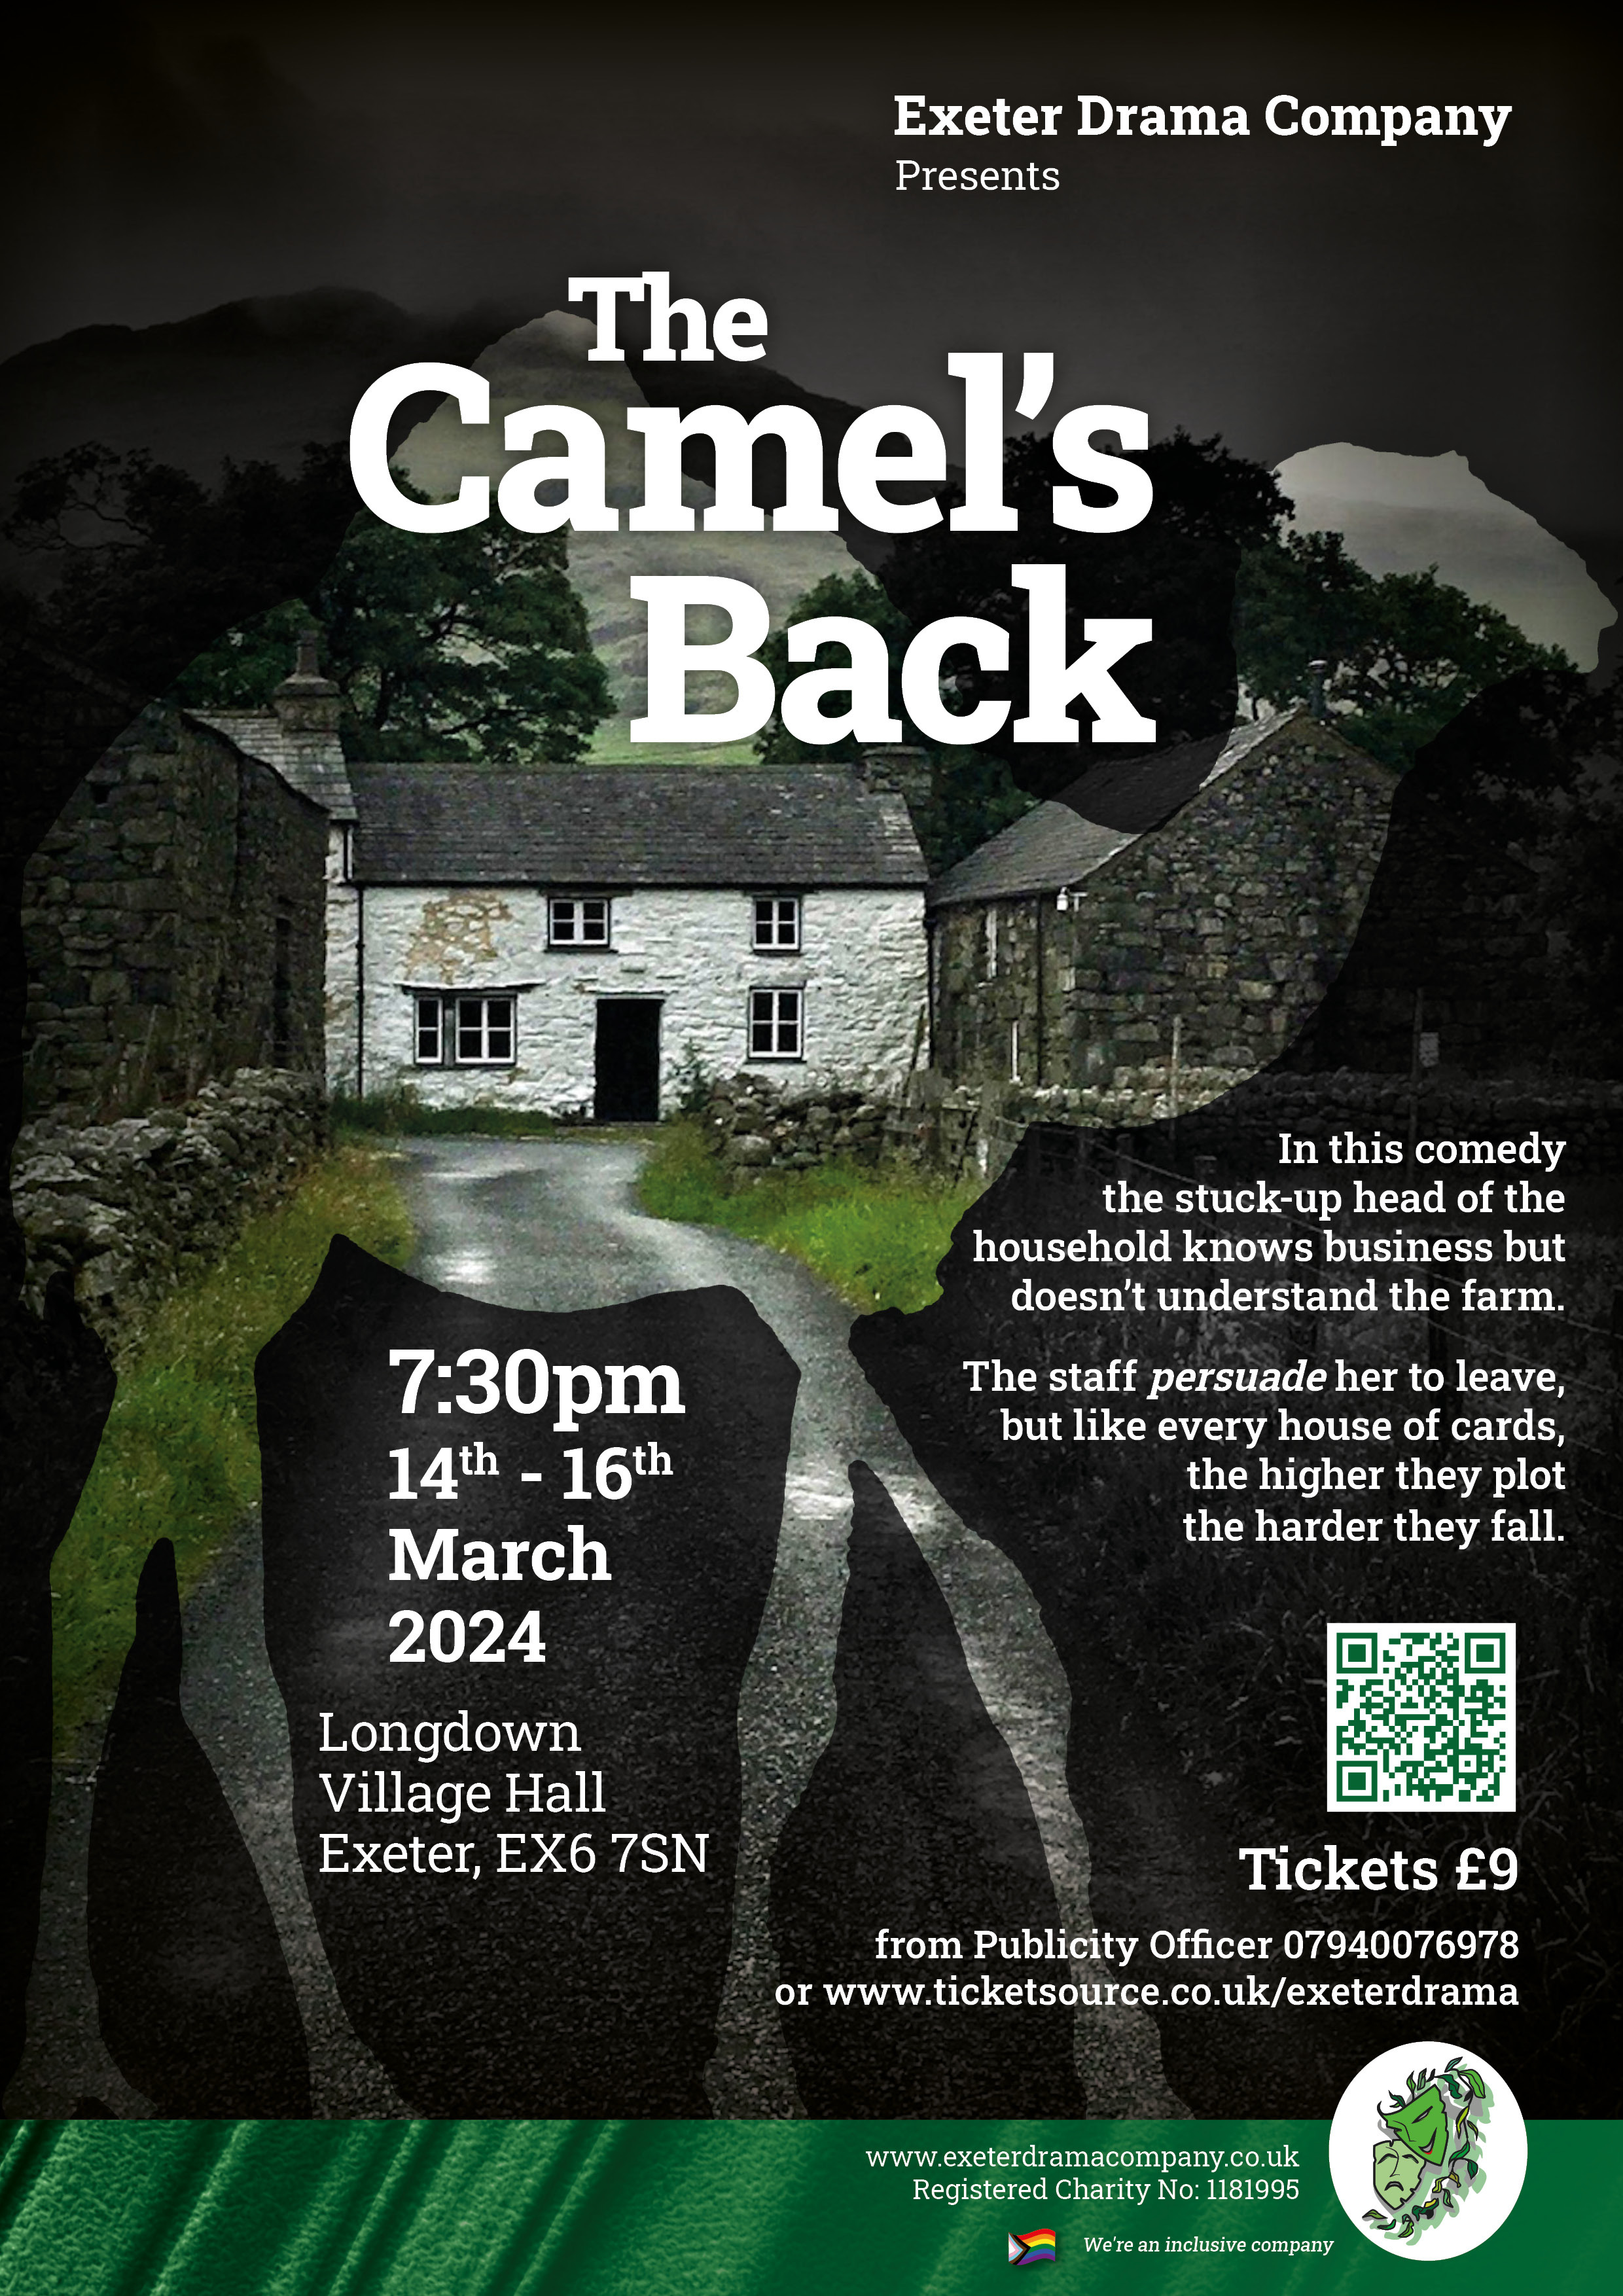 Exeter Drama Company
Presents
The
Camel’s
Back
In this comedy
the stuck-up head of the
household knows business but
doesn’t understand the farm.
The staff persuade her to leave,
but like every house of cards,
the higher they plot
the harder they fall.
7:30pm
14th - 16th
March
2024
Longdown
Village Hall
Exeter, EX6 7SN
Tickets £9
from Publicity Officer 07940076978
or www.ticketsource.co.uk/exeterdrama
www.exeterdramacompany.co.uk
Registered Charity No: 1181995
We're an inclusive company